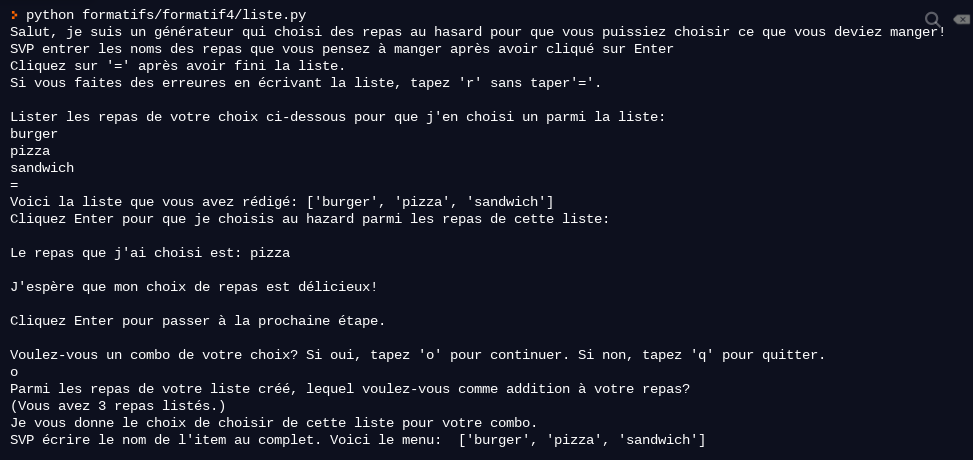 python formatifs/formatif4/liste.py
Salut, je suis un générateur qui choisi des repas au hasard pour que vous puissiez choisir ce que vous deviez manger!
SVP entrer les noms des repas que vous pensez à manger après avoir cliqué sur Enter
Cliquez sur '=' après avoir fini la liste.
Si vous faites des erreures en écrivant la liste, tapez 'r' sans taper'='.
Lister les repas de votre choix ci-dessous pour que j'en choisi un parmi la liste:
burger
pizza
sandwich
=
Voici la liste que vous avez rédigé: ['burger', 'pizza', 'sandwich']
Cliquez Enter pour que je choisis au hazard parmi les repas de cette liste:
Le repas que j'ai choisi est: pizza
J'espère que mon choix de repas est délicieux!
Cliquez Enter pour passer à la prochaine étape.
Voulez-vous un combo de votre choix? Si oui, tapez 'o' pour continuer. Si non, tapez 'q' pour quitter.
o
Parmi les repas de votre liste créé, lequel voulez-vous comme addition à votre repas?
(Vous avez 3 repas listés.)
Je vous donne le choix de choisir de cette liste pour votre combo.
SVP écrire le nom de l'item au complet. Voici le menu:  ['burger', 'pizza', 'sandwich']